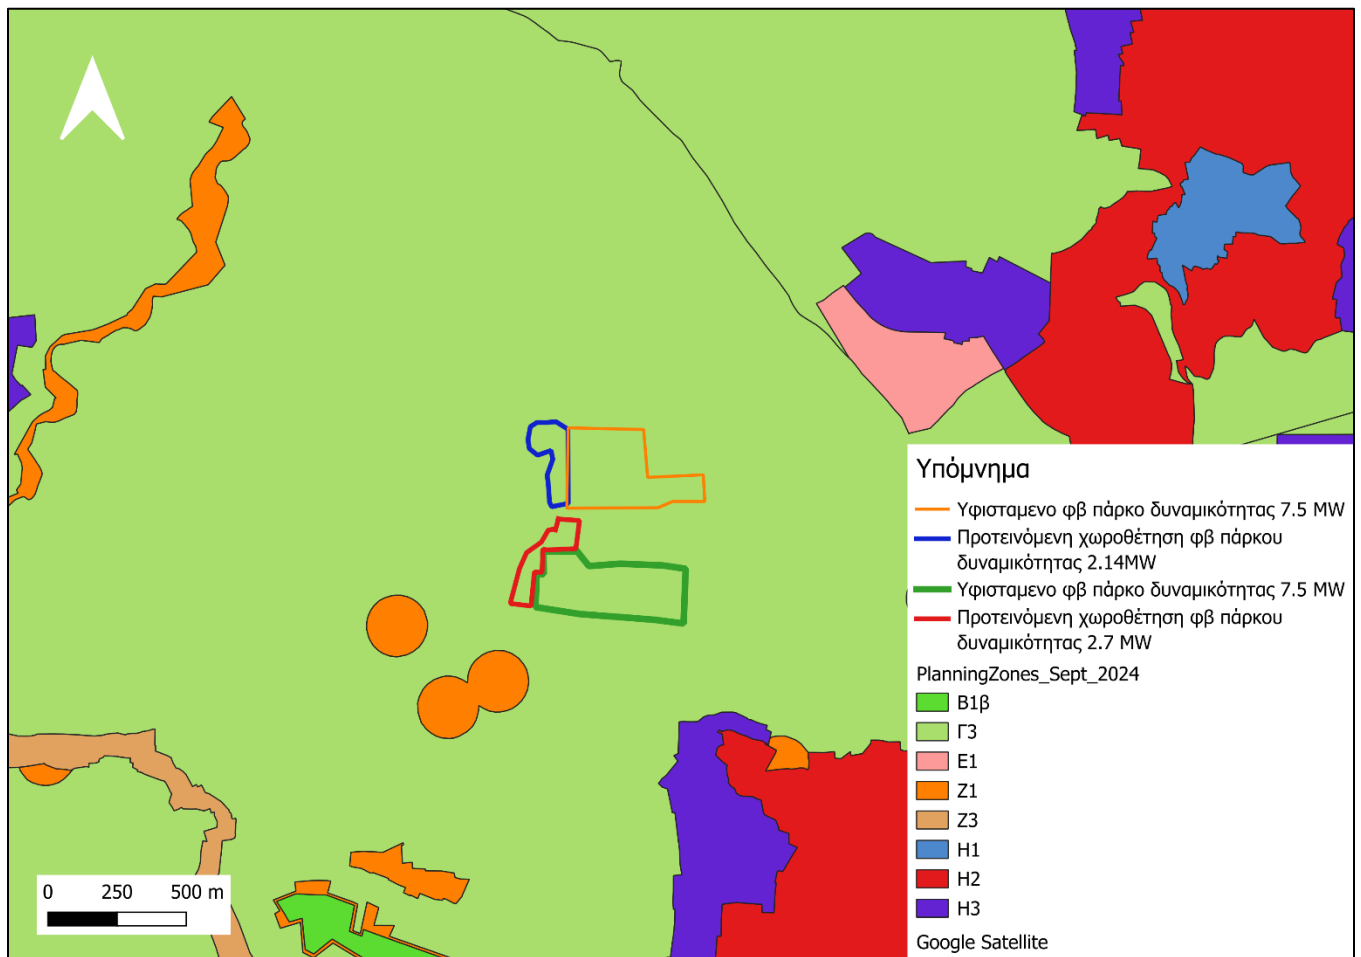 Υπόμνημα
Υφισταμενο φβ πάρκο δυναμικότητας 7.5 MW
Προτεινόμενη χωροθέτηση φβ πάρκου
δυναμικότητας 2.14MW
Υφισταμενο φβ πάρκο δυναμικότητας 7.5 MW
Προτεινόμενη χωροθέτηση φβ πάρκου
δυναμικότητας 2.7 MW
PlanningZones_Sept_2024
Β1β
Γ3
Ε1
Ζ1
Ζ3
Η1
Η2
Η3
Google Satellite
0 250 500 m